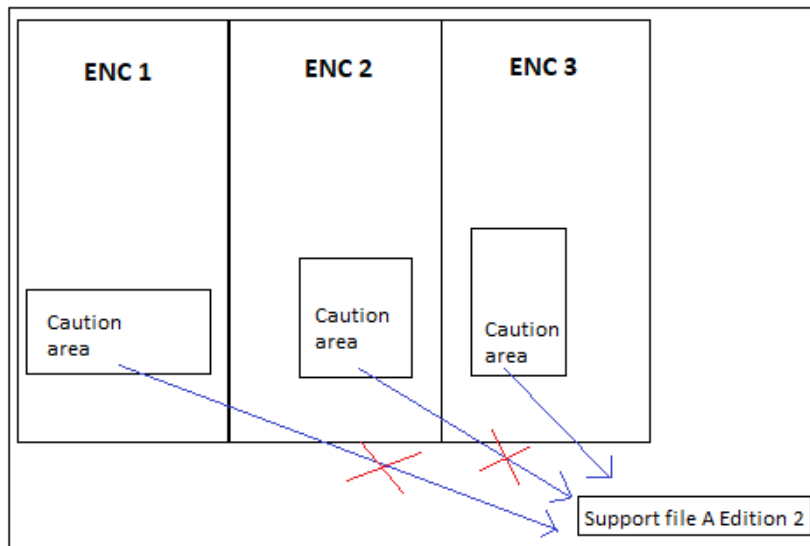 ENC 1
ENC 2
ENC 3
Caution
area
Caution
area
Caution
area
Support file A Edition 2